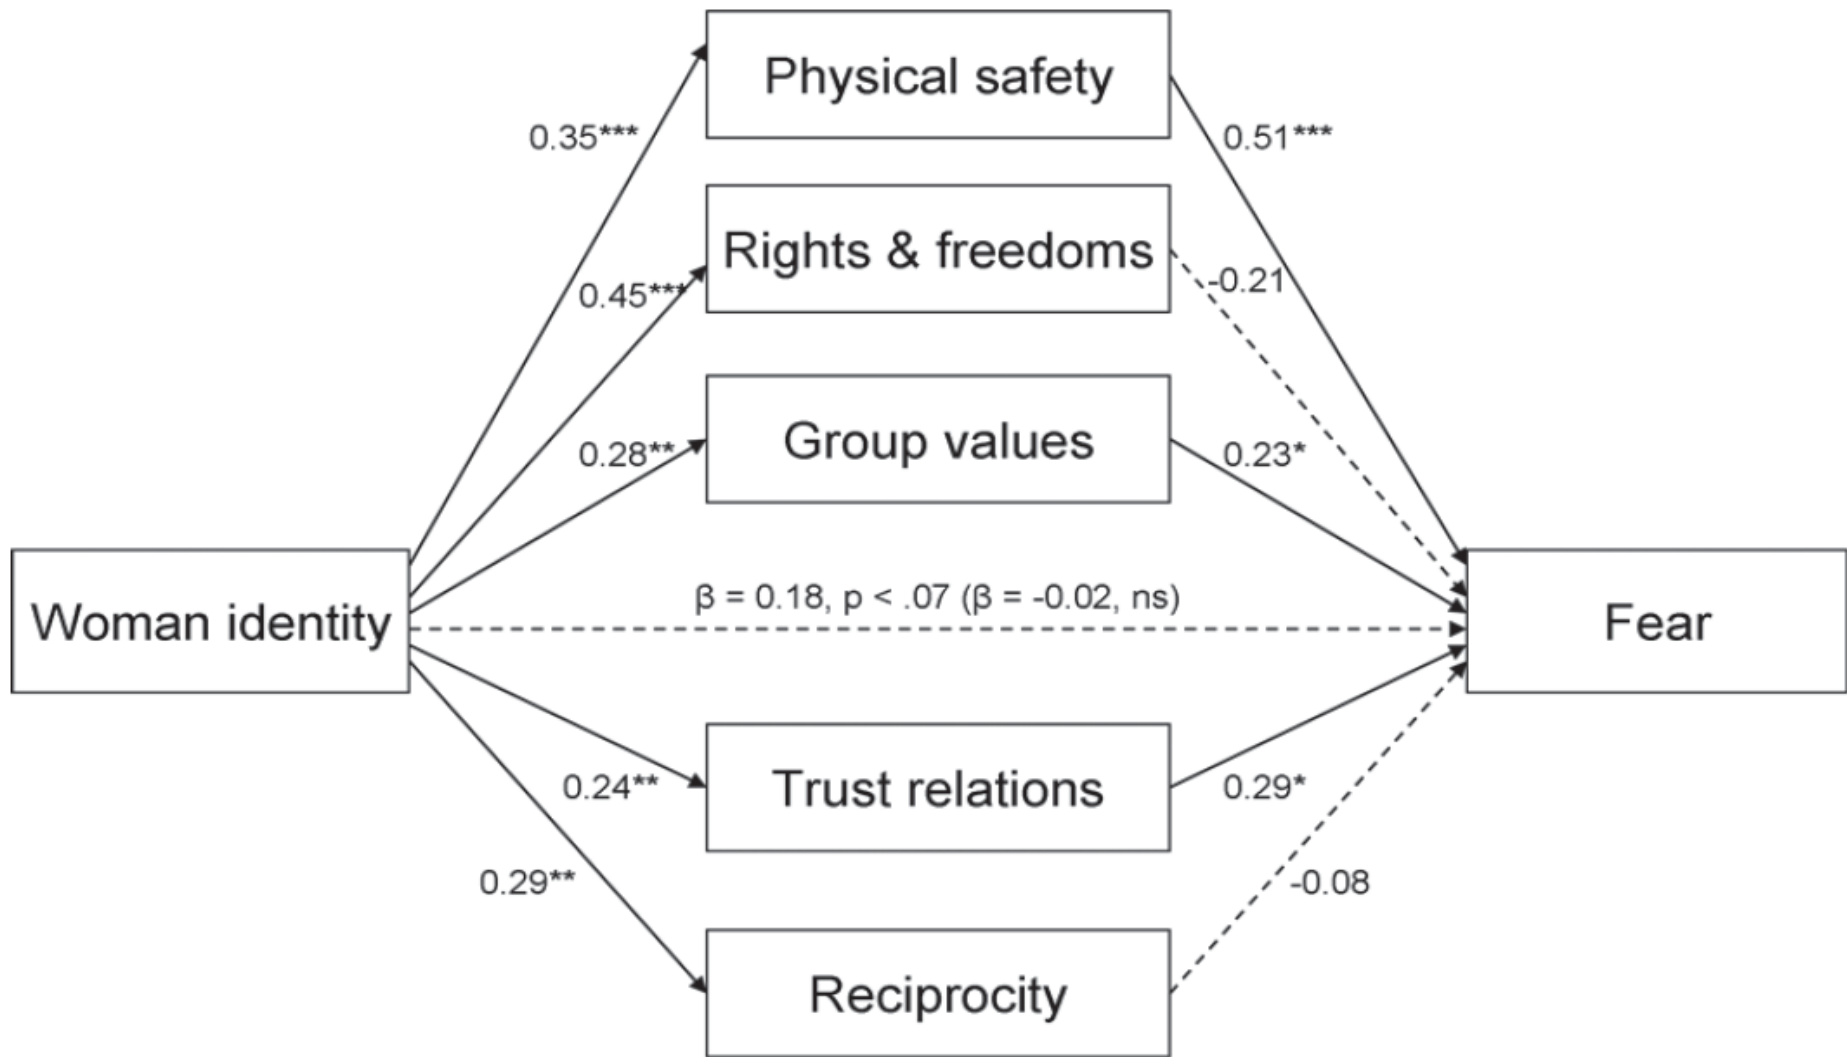 Physical safety
0.35***
0.51***
Rights & freedoms
0.45***
-0.21
Group values
0.28**
0.23*
β = 0.18, p < .07 (β = -0.02, ns)
Woman identity
Fear
Trust relations
0.24**
0.29*
0.29**
-0.08
Reciprocity